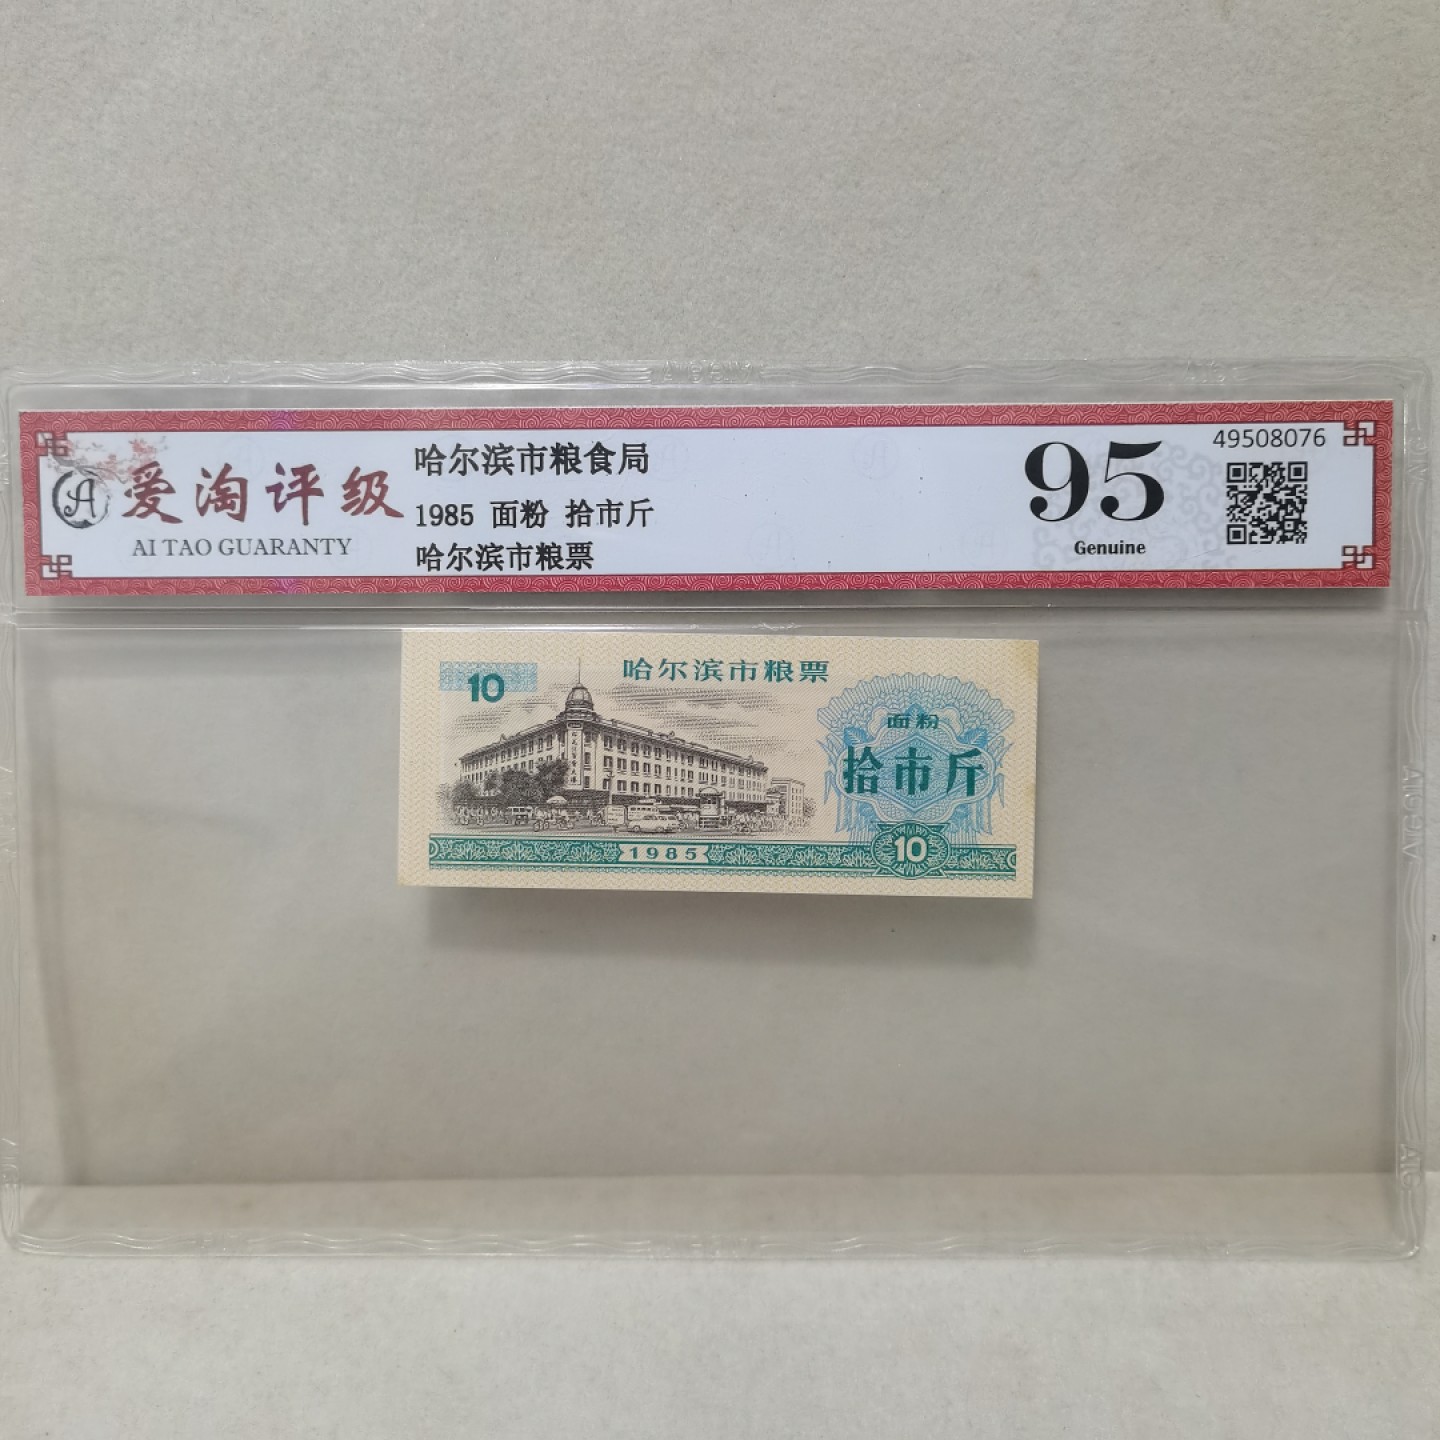 爱淘评级
AI TAO GUARANTY
哈尔滨市粮食局
1985 面粉 拾市斤
哈尔滨市粮票
95
Genuine
49508076
10
哈尔滨市粮票
面粉
拾市斤
1985
10